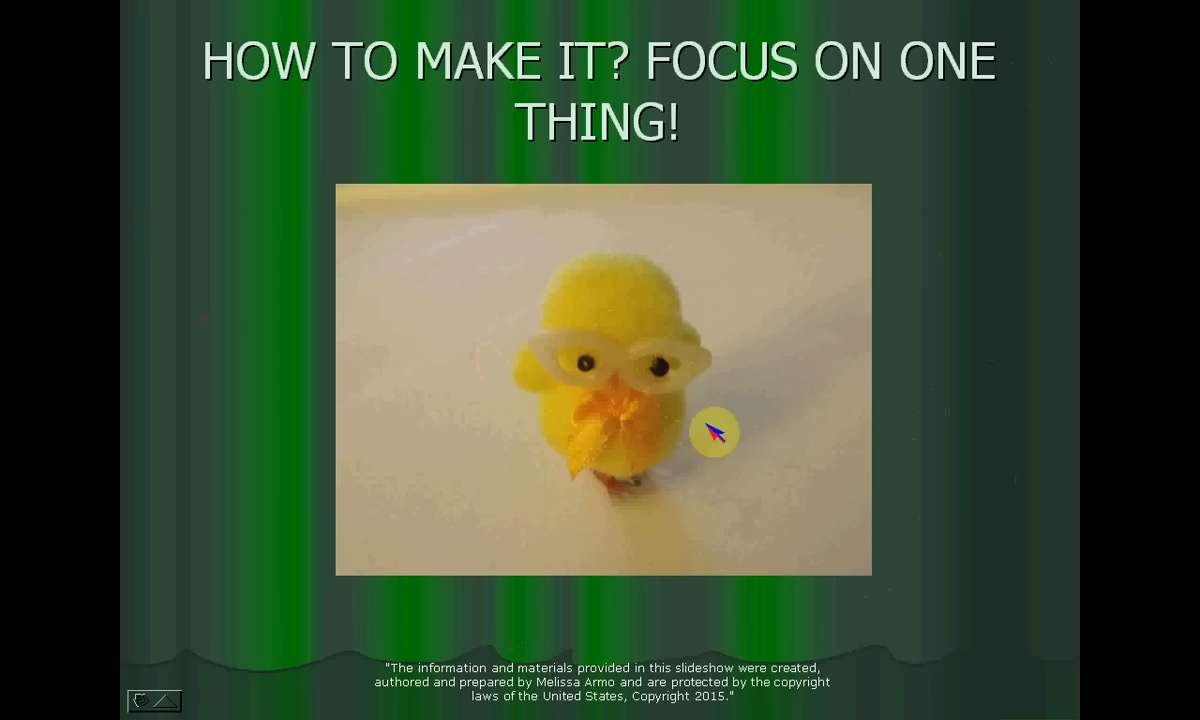 HOW TO MAKE IT? FOCUS ON ONE
THING!
"The information and materials provided in this slideshow were created,
authored and prepared by Melissa Armo and are protected by the copyright
laws of the United States, Copyright 2015."